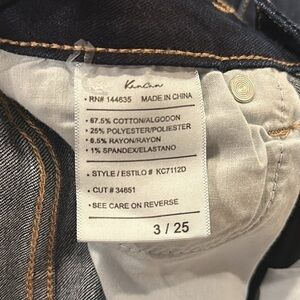 KanCan
• RN# 144635 MADE IN CHINA
• 67.5% COTTON/ALGODON
• 25% POLYESTER/POLIESTER
• 6.5% RAYON/RAYON
• 1% SPANDEX/ELASTANO
• STYLE / ESTILO # KC7112D
• CUT # 34651
• SEE CARE ON REVERSE
3 / 25